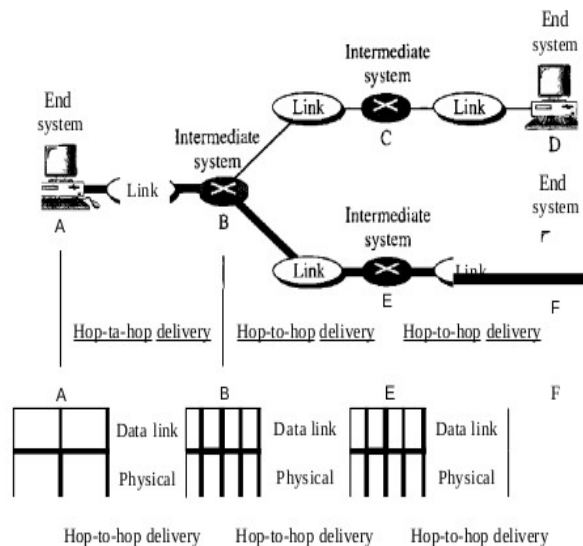 End
system
Intermediate
system
Link
Link
C
D
End
system
Intermediate
system
Link
A
B
End
system
Intermediate
system
Link
Link
E
F
Hop-ta-hop delivery
Hop-to-hop delivery
Hop-to-hop delivery
A
B
E
F
Data link
Data link
Data link
Physical
Physical
Physical
Hop-to-hop delivery
Hop-to-hop delivery
Hop-to-hop delivery